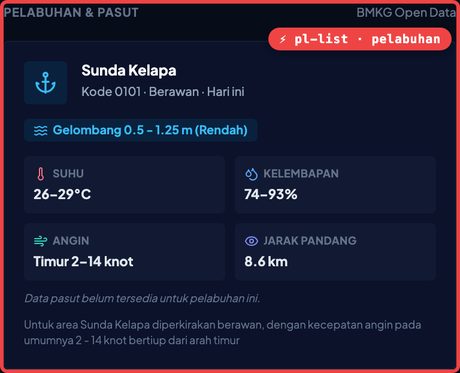 PELABUHAN & PASUT
BMKG Open Data
⚡ pl-list · pelabuhan
Sunda Kelapa
Kode 0101 · Berawan · Hari ini
Gelombang 0.5 - 1.25 m (Rendah)
SUHU
26–29°C
KELEMBAPAN
74–93%
ANGIN
Timur 2–14 knot
JARAK PANDANG
8.6 km
Data pasut belum tersedia untuk pelabuhan ini.
Untuk area Sunda Kelapa diperkirakan berawan, dengan kecepatan angin pada
umumnya 2 - 14 knot bertiup dari arah timur